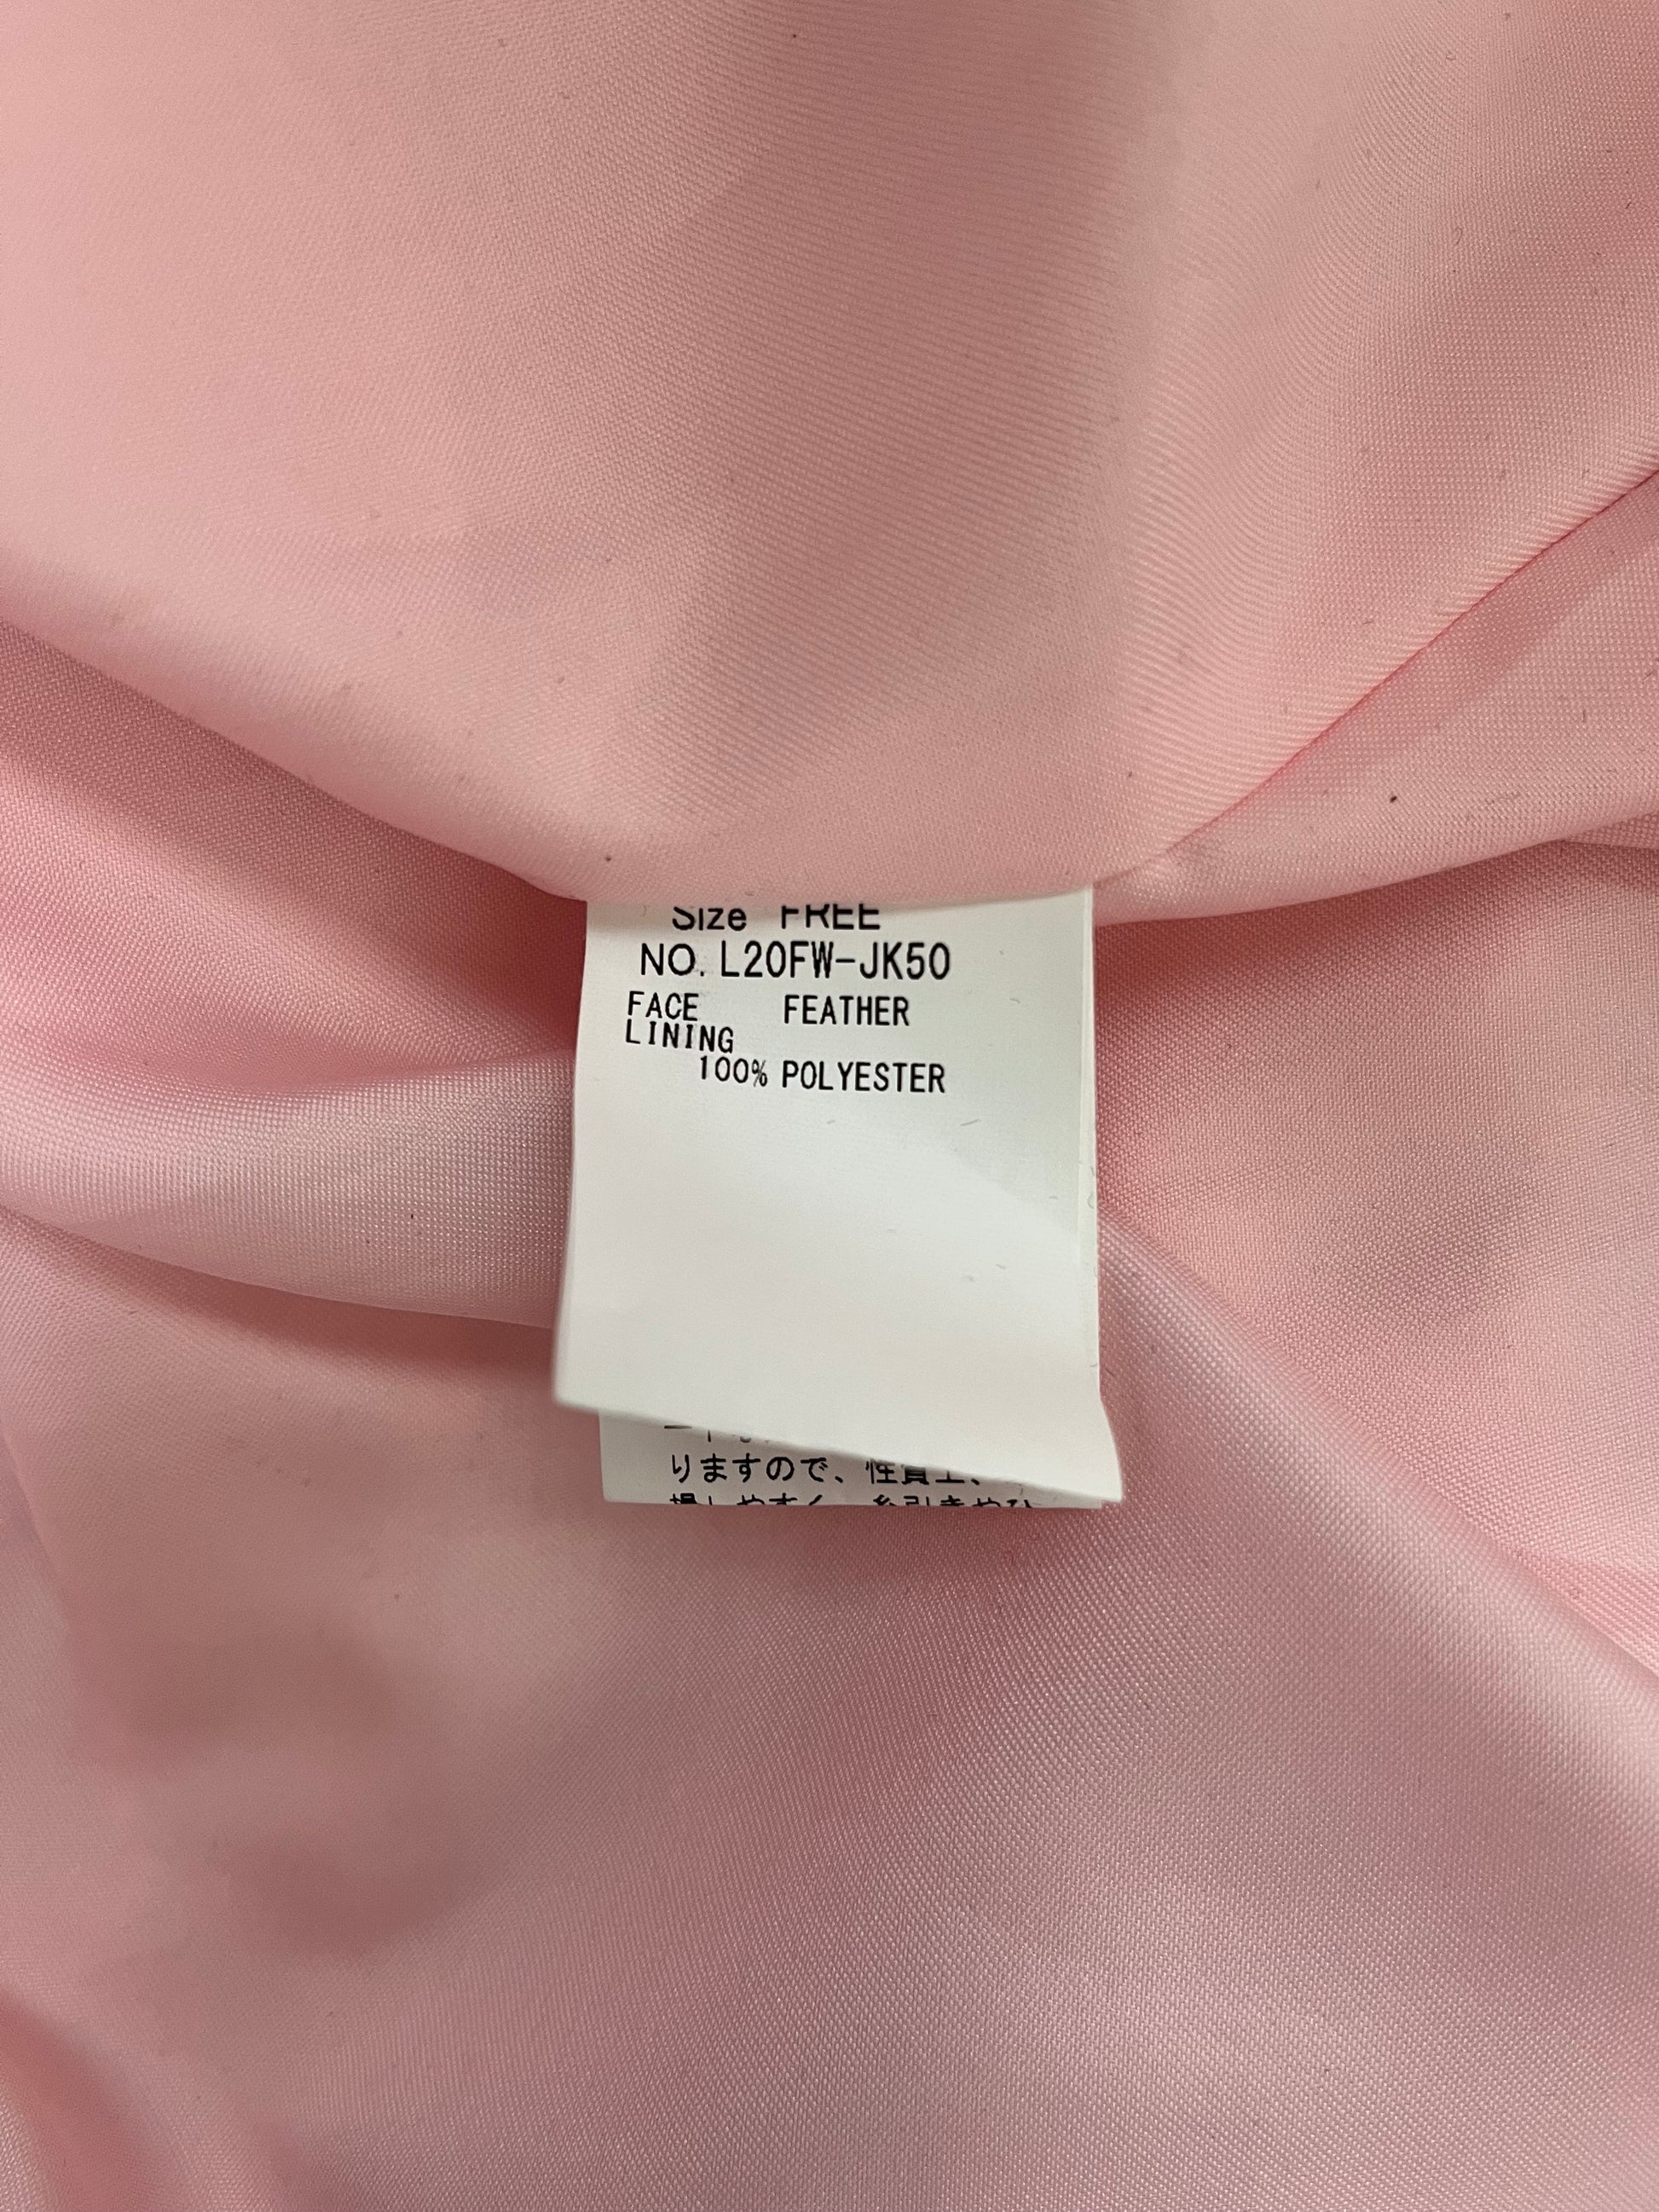 Size FREE
NO. L20FW-JK50
FACE FEATHER
LINING
100% POLYESTER
りますので、性質上、